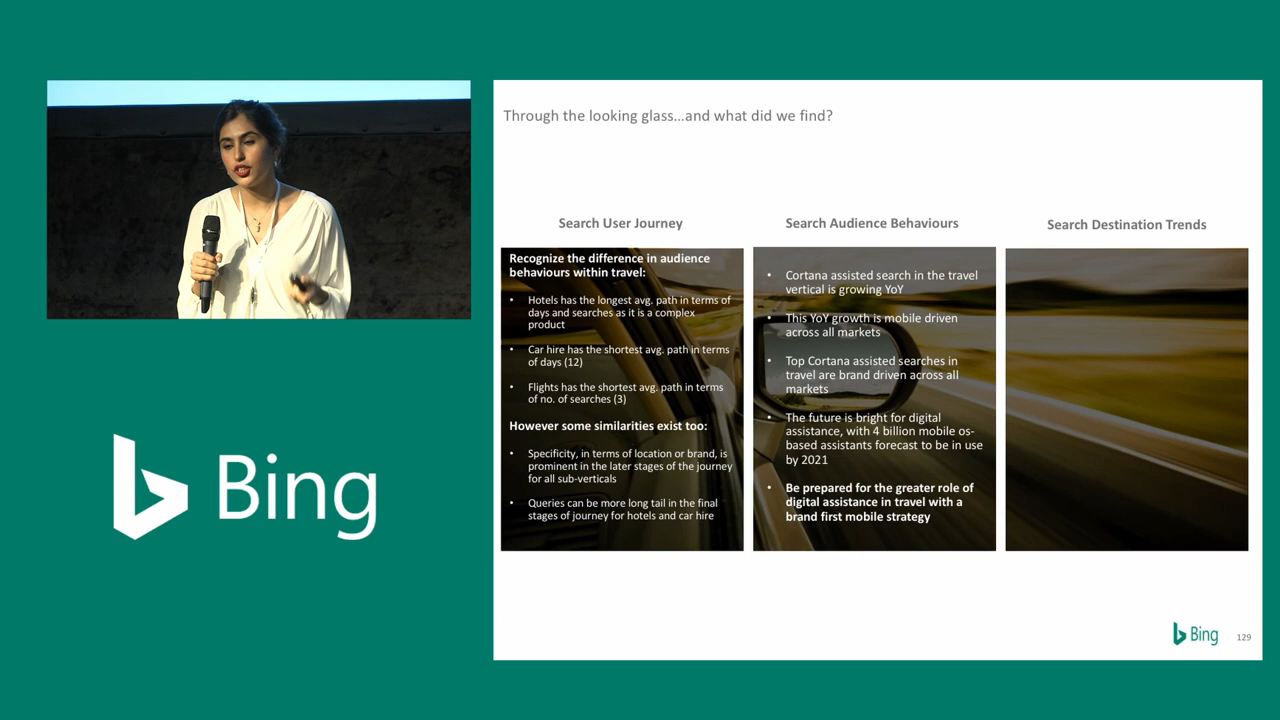 Through the looking glass...and what did we find?
Search User Journey
Recognize the difference in audience
behaviours within travel:
• Hotels has the longest avg. path in terms of
days and searches as it is a complex
product
• Car hire has the shortest avg. path in terms
of days (12)
• Flights has the shortest avg. path in terms
of no. of searches (3)
However some similarities exist too:
• Specificity, in terms of location or brand, is
prominent in the later stages of the journey
for all sub-verticals
• Queries can be more long tail in the final
stages of journey for hotels and car hire
Search Audience Behaviours
• Cortana assisted search in the travel
vertical is growing YoY
• This YoY growth is mobile driven
across all markets
• Top Cortana assisted searches in
travel are brand driven across all
markets
• The future is bright for digital
assistance, with 4 billion mobile os-
based assistants forecast to be in use
by 2021
• Be prepared for the greater role of
digital assistance in travel with a
brand first mobile strategy
Search Destination Trends
Bing
Bing
129